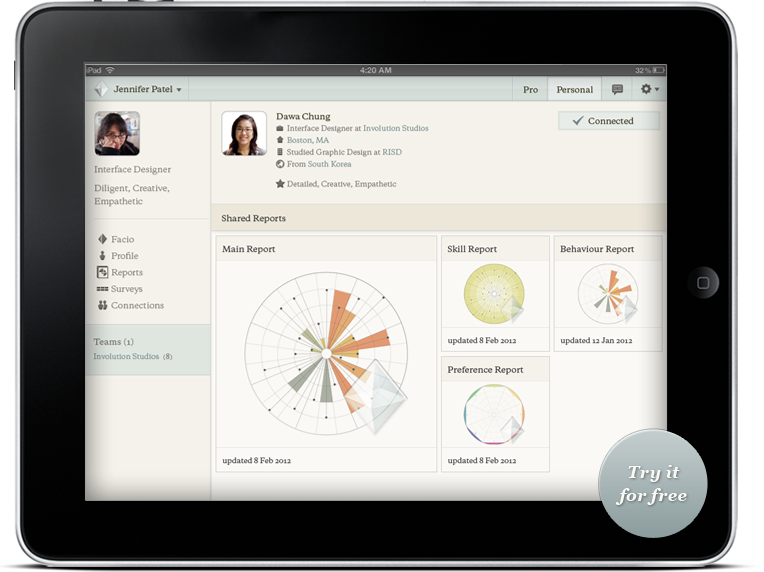 iPod
4:20 AM
32 %
Jennifer Patel
Pro
Personal
Dawa Chung
Interface Designer at Involution Studios
Boston, MA
Studied Graphic Design at RISD
From South Korea
Detailed, Creative, Empathetic
Connected
Interface Designer
Diligent, Creative,
Empathetic
Facio
Profile
Reports
Surveys
Connections
Teams (1)
Involution Studios (8)
Shared Reports
Main Report
updated 8 Feb 2012
Skill Report
updated 8 Feb 2012
Behaviour Report
updated 12 Jan 2012
Preference Report
updated 8 Feb 2012
Try it
for free